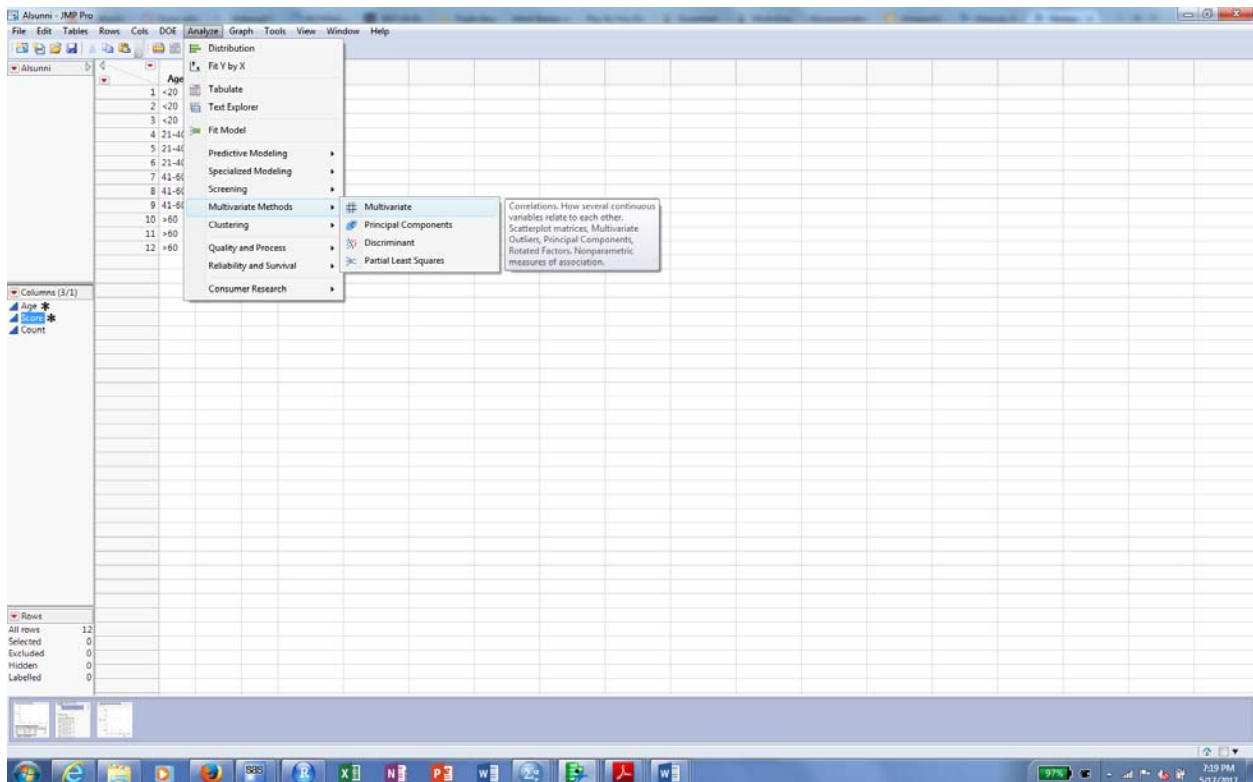 Alsunni - JMP Pro
File Edit Tables Rows Cols DOE Analyze Graph Tools View Window Help
Alsunni
Age
1 <20
2 <20
3 <20
4 21-40
5 21-40
6 21-40
7 41-60
8 41-60
9 41-60
10 >60
11 >60
12 >60
Distribution
Fit Y by X
Tabulate
Text Explorer
Fit Model
Predictive Modeling
Specialized Modeling
Screening
Multivariate Methods
Clustering
Quality and Process
Reliability and Survival
Consumer Research
Multivariate
Principal Components
Discriminant
Partial Least Squares
Correlations. How several continuous
variables relate to each other.
Scatterplot matrices, Multivariate
Outliers, Principal Components,
Rotated Factors. Nonparametric
measures of association.
Columns (3/1)
Age *
Score *
Count
Rows
All rows 12
Selected 0
Excluded 0
Hidden 0
Labelled 0
97%
7:19 PM
5/17/2017